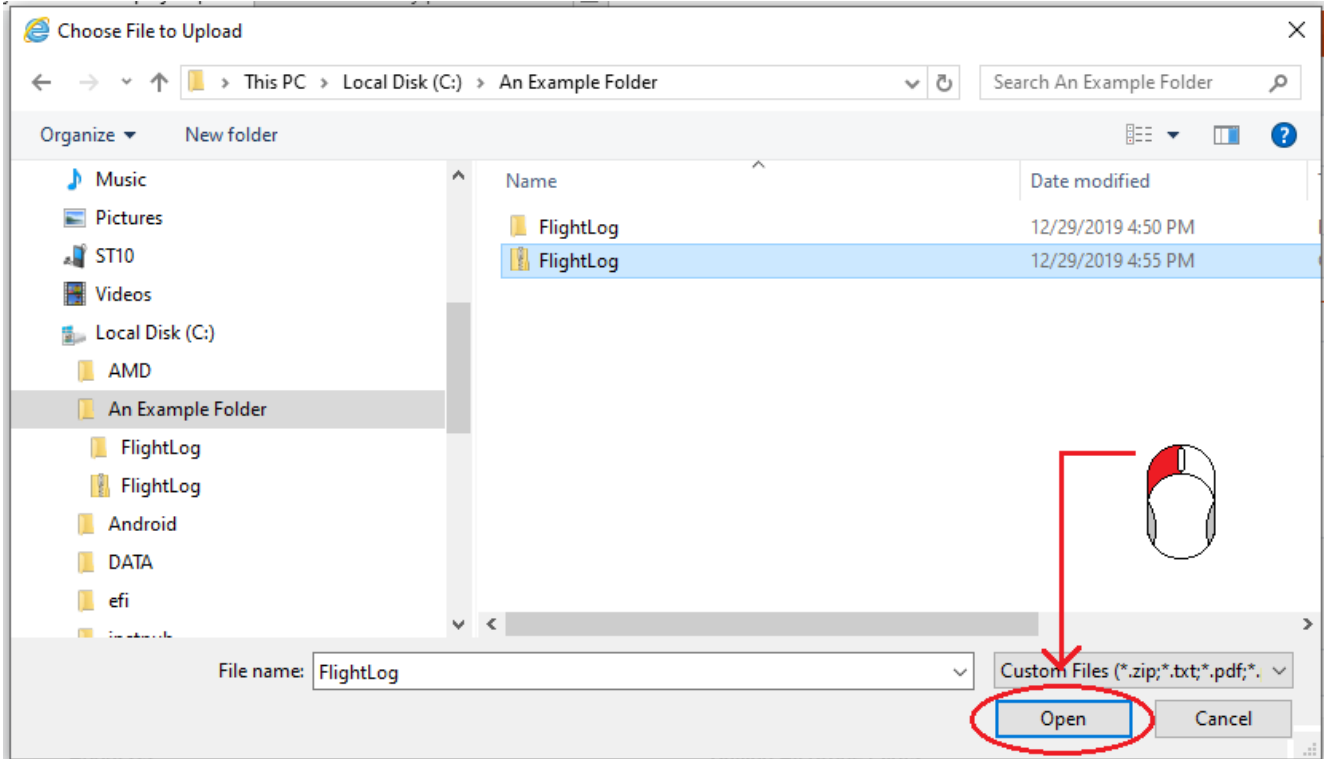 Choose File to Upload
This PC > Local Disk (C:) > An Example Folder
Search An Example Folder
Organize
New folder
Music
Pictures
ST10
Videos
Local Disk (C:)
AMD
An Example Folder
FlightLog
FlightLog
Android
DATA
efi
Name
Date modified
FlightLog
12/29/2019 4:50 PM
FlightLog
12/29/2019 4:55 PM
File name:
FlightLog
Custom Files (*.zip;*.txt;*.pdf;*.
Open
Cancel